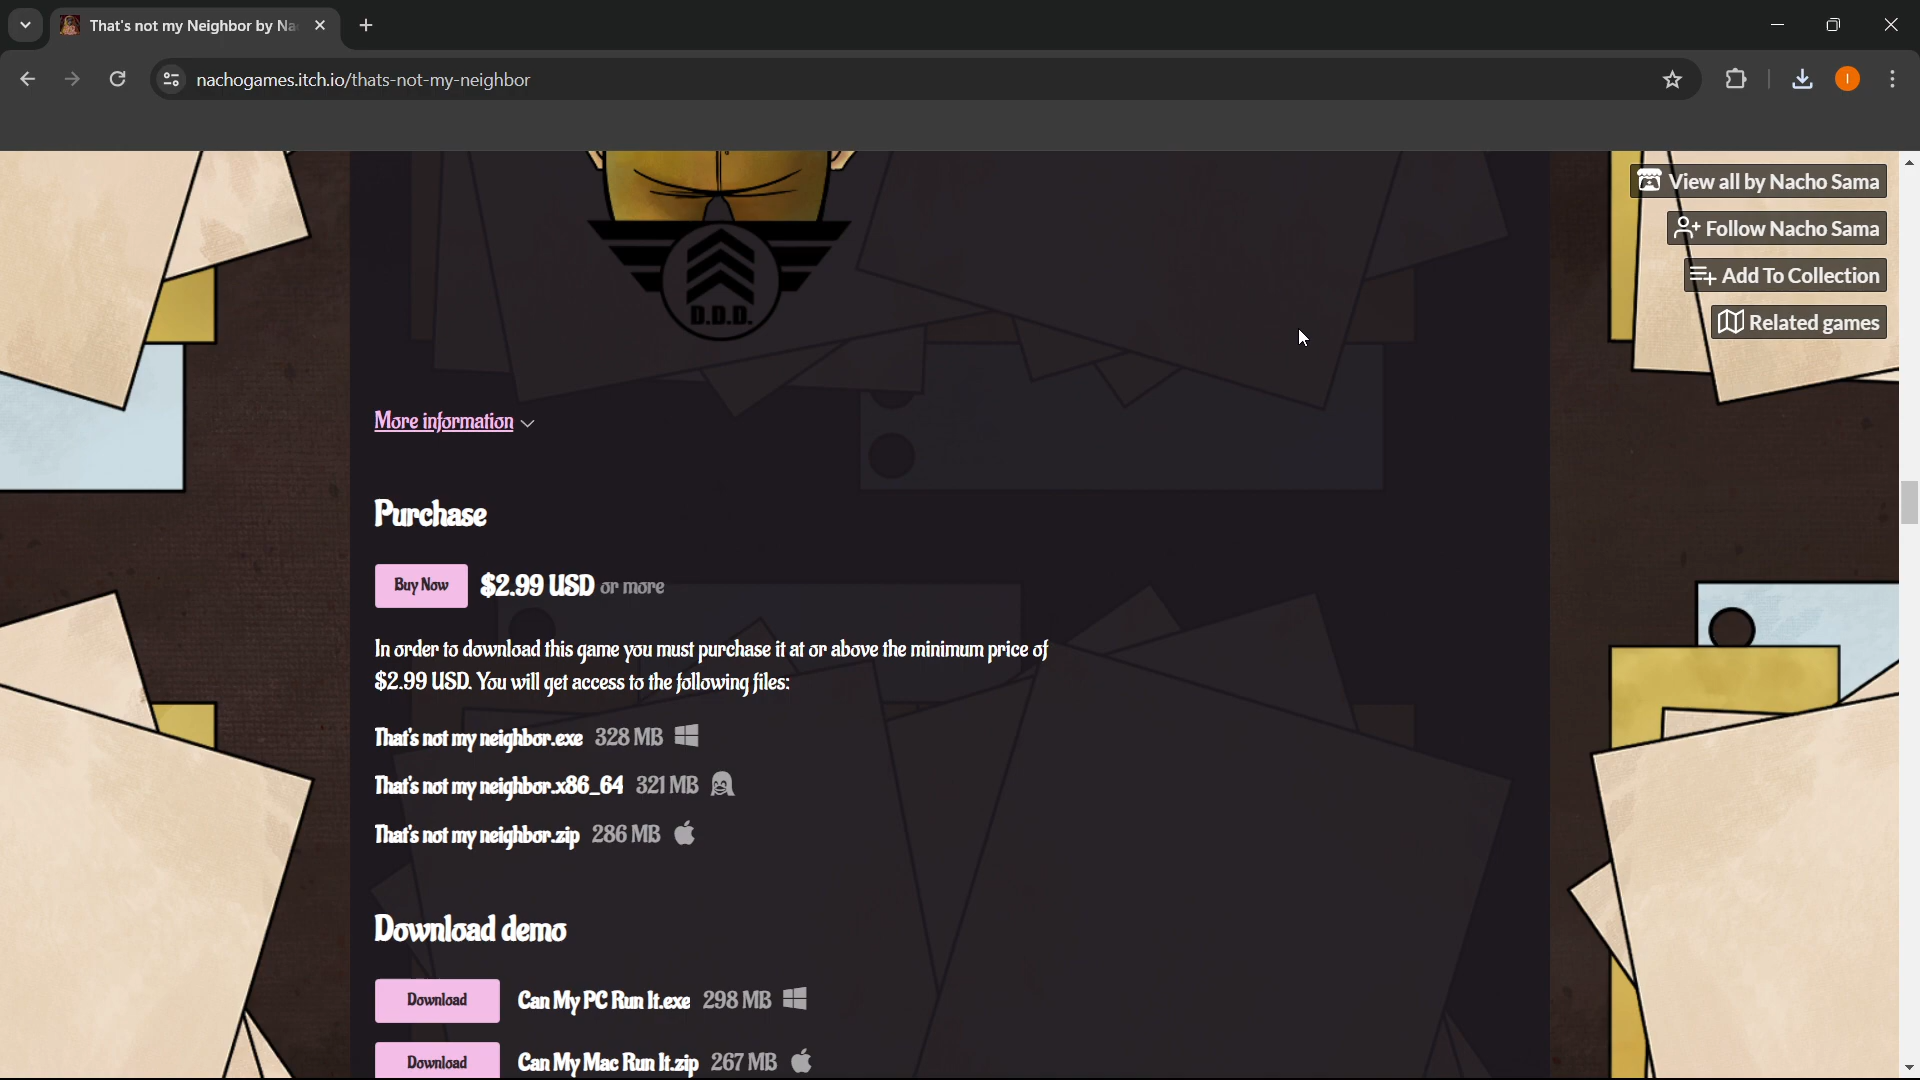 That's not my Neighbor by Na
nachogames.itch.io/thats-not-my-neighbor
I
View all by Nacho Sama
Follow Nacho Sama
Add To Collection
Related games
D.D.D.
More information
Purchase
Buy Now $2.99 USD or more
In order to download this game you must purchase it at or above the minimum price of
$2.99 USD. You will get access to the following files:
That's not my neighbor.exe 328 MB
That's not my neighbor.x86_64 321 MB
That's not my neighbor.zip 286 MB
Download demo
Download Can My PC Run It.exe 298 MB
Download Can My Mac Run It.zip 267 MB